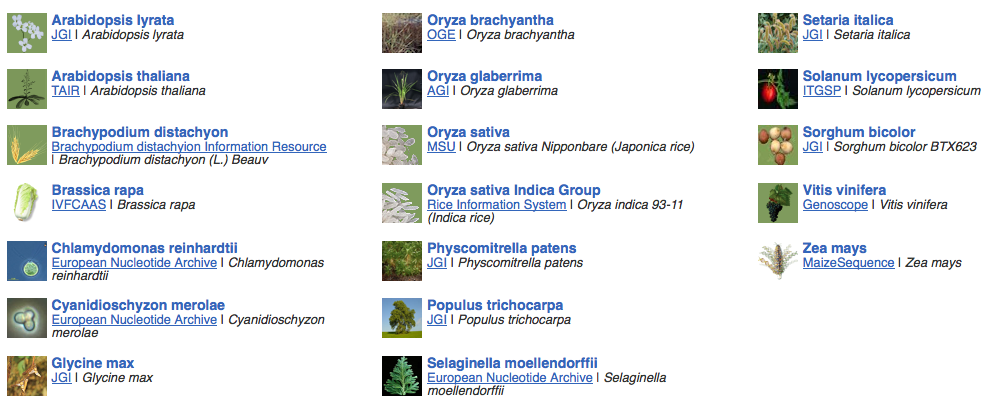 Arabidopsis lyrata
JGI | Arabidopsis lyrata
Arabidopsis thaliana
TAIR | Arabidopsis thaliana
Brachypodium distachyon
Brachypodium distachyion Information Resource
| Brachypodium distachyon (L.) Beauv
Brassica rapa
IVFCAAS | Brassica rapa
Chlamydomonas reinhardtii
European Nucleotide Archive | Chlamydomonas
reinhardtii
Cyanidioschyzon merolae
European Nucleotide Archive | Cyanidioschyzon
merolae
Glycine max
JGI | Glycine max
Oryza brachyantha
OGE | Oryza brachyantha
Oryza glaberrima
AGI | Oryza glaberrima
Oryza sativa
MSU | Oryza sativa Nipponbare (Japonica rice)
Oryza sativa Indica Group
Rice Information System | Oryza indica 93-11
(Indica rice)
Physcomitrella patens
JGI | Physcomitrella patens
Populus trichocarpa
JGI | Populus trichocarpa
Selaginella moellendorffii
European Nucleotide Archive | Selaginella
moellendorffii
Setaria italica
JGI | Setaria italica
Solanum lycopersicum
ITGSP | Solanum lycopersicum
Sorghum bicolor
JGI | Sorghum bicolor BTX623
Vitis vinifera
Genoscope | Vitis vinifera
Zea mays
MaizeSequence | Zea mays